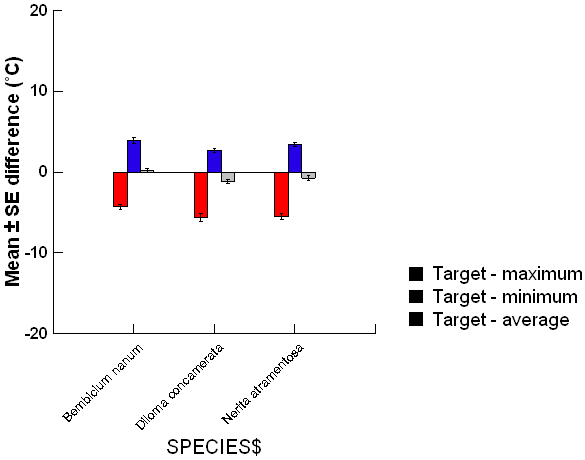 20
10
0
-10
-20
Mean ± SE difference (°C)
Bembicium nanum
Diloma concamerata
Nerita atramentosa
SPECIES$
Target - maximum
Target - minimum
Target - average